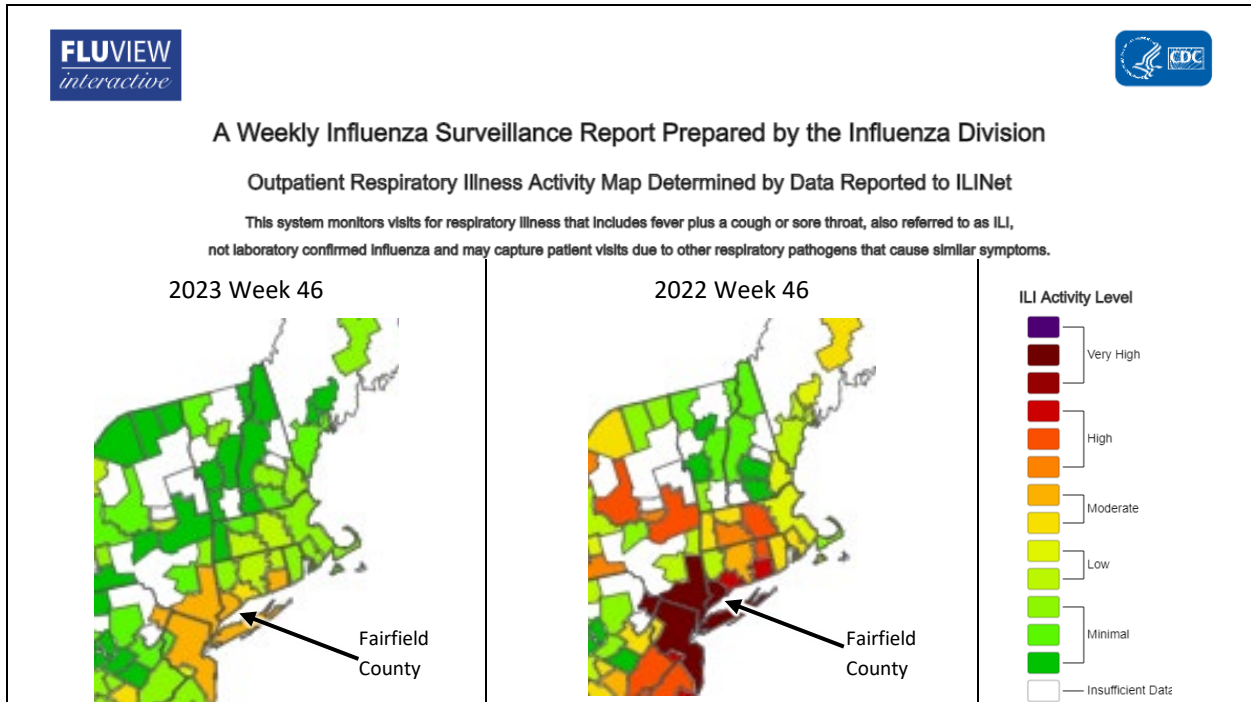 FLUVIEW
interactive
CDC
A Weekly Influenza Surveillance Report Prepared by the Influenza Division
Outpatient Respiratory Illness Activity Map Determined by Data Reported to ILINet
This system monitors visits for respiratory illness that includes fever plus a cough or sore throat, also referred to as ILI,
not laboratory confirmed influenza and may capture patient visits due to other respiratory pathogens that cause similar symptoms.
2023 Week 46
Fairfield
County
2022 Week 46
Fairfield
County
ILI Activity Level
Very High
High
Moderate
Low
Minimal
Insufficient Data